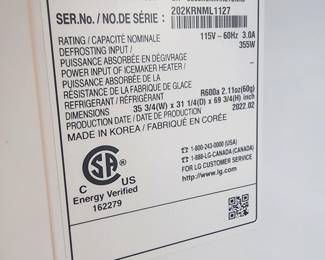 SER.No. / NO.DE SÉRIE : 202KRNML1127
RATING / CAPACITÉ NOMINALE 115V ~ 60Hz 3.0A
DEFROSTING INPUT / 355W
PUISSANCE ABSORBÉE EN DÉGIVRAGE
POWER INPUT OF ICEMAKER HEATER / –
PUISSANCE ABSORBÉE EN
RÉSISTANCE DE LA FABRIQUE DE GLACE
REFRIGERANT / RÉFRIGÉRANT R600a 2.11oz(60g)
DIMENSIONS 35 3/4(W) x 31 1/4(D) x 69 3/4(H) inch
PRODUCTION DATE / DATE DE PRODUCTION 2022.02
MADE IN KOREA / FABRIQUÉ EN CORÉE
CSA
®
C US
Energy Verified
162279
☎ 1-800-243-0000 (USA)
☎ 1-888-LG-CANADA (CANADA)
FOR LG CUSTOMER SERVICE
http://www.lg.com